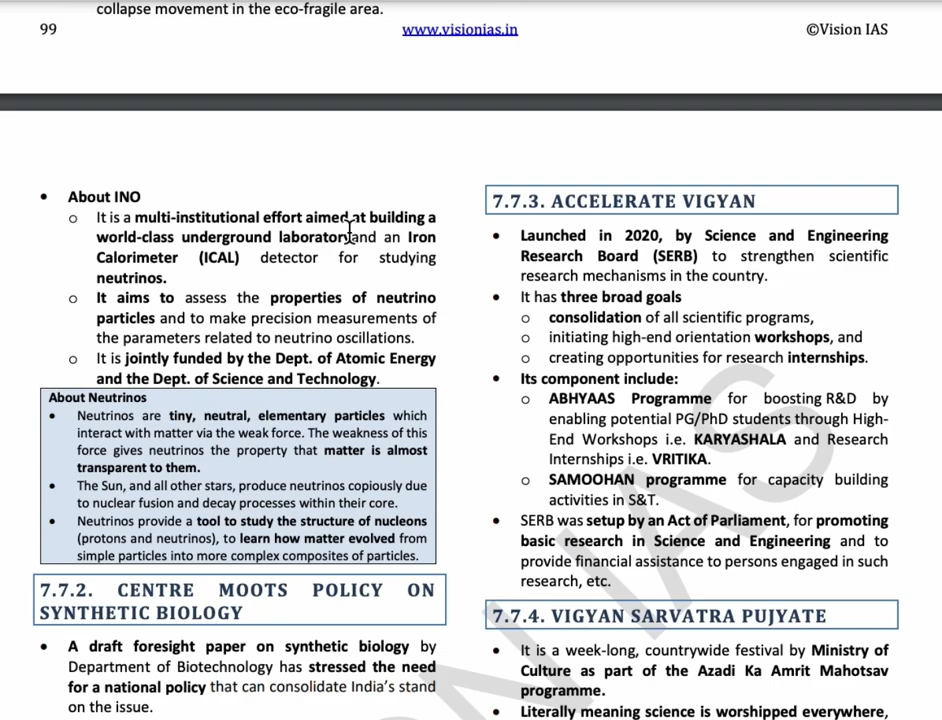 collapse movement in the eco-fragile area.
99
www.visionias.in
©Vision IAS
• About INO
o It is a multi-institutional effort aimed at building a
world-class underground laboratory and an Iron
Calorimeter (ICAL) detector for studying
neutrinos.
o It aims to assess the properties of neutrino
particles and to make precision measurements of
the parameters related to neutrino oscillations.
o It is jointly funded by the Dept. of Atomic Energy
and the Dept. of Science and Technology.
About Neutrinos
• Neutrinos are tiny, neutral, elementary particles which
interact with matter via the weak force. The weakness of this
force gives neutrinos the property that matter is almost
transparent to them.
• The Sun, and all other stars, produce neutrinos copiously due
to nuclear fusion and decay processes within their core.
• Neutrinos provide a tool to study the structure of nucleons
(protons and neutrinos), to learn how matter evolved from
simple particles into more complex composites of particles.
7.7.2. CENTRE MOOTS POLICY ON
SYNTHETIC BIOLOGY
• A draft foresight paper on synthetic biology by
Department of Biotechnology has stressed the need
for a national policy that can consolidate India's stand
on the issue.
7.7.3. ACCELERATE VIGYAN
• Launched in 2020, by Science and Engineering
Research Board (SERB) to strengthen scientific
research mechanisms in the country.
• It has three broad goals
o consolidation of all scientific programs,
o initiating high-end orientation workshops, and
o creating opportunities for research internships.
• Its component include:
o ABHYAAS Programme for boosting R&D by
enabling potential PG/PhD students through High-
End Workshops i.e. KARYASHALA and Research
Internships i.e. VRITIKA.
o SAMOOHAN programme for capacity building
activities in S&T.
• SERB was setup by an Act of Parliament, for promoting
basic research in Science and Engineering and to
provide financial assistance to persons engaged in such
research, etc.
7.7.4. VIGYAN SARVATRA PUJYATE
• It is a week-long, countrywide festival by Ministry of
Culture as part of the Azadi Ka Amrit Mahotsav
programme.
• Literally meaning science is worshipped everywhere,